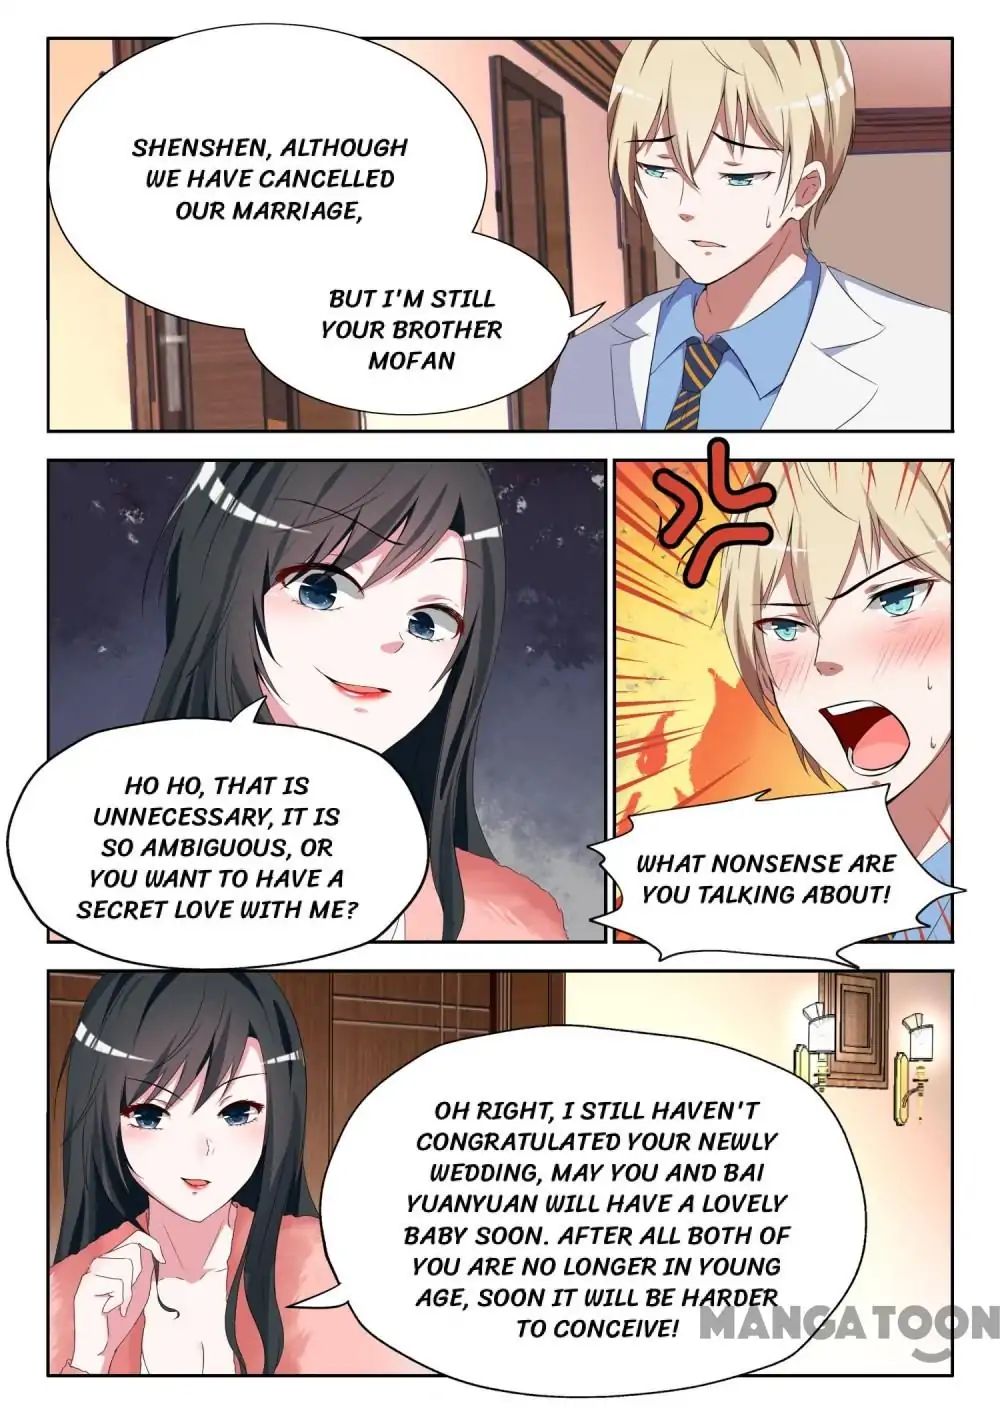 SHENSHEN, ALTHOUGH
WE HAVE CANCELLED
OUR MARRIAGE,
BUT I'M STILL
YOUR BROTHER
MOFAN
HO HO, THAT IS
UNNECESSARY, IT IS
SO AMBIGUOUS, OR
YOU WANT TO HAVE A
SECRET LOVE WITH ME?
WHAT NONSENSE ARE
YOU TALKING ABOUT!
OH RIGHT, I STILL HAVEN'T
CONGRATULATED YOUR NEWLY
WEDDING, MAY YOU AND BAI
YUANYUAN WILL HAVE A LOVELY
BABY SOON. AFTER ALL BOTH OF
YOU ARE NO LONGER IN YOUNG
AGE, SOON IT WILL BE HARDER
TO CONCEIVE!
MANGATOON